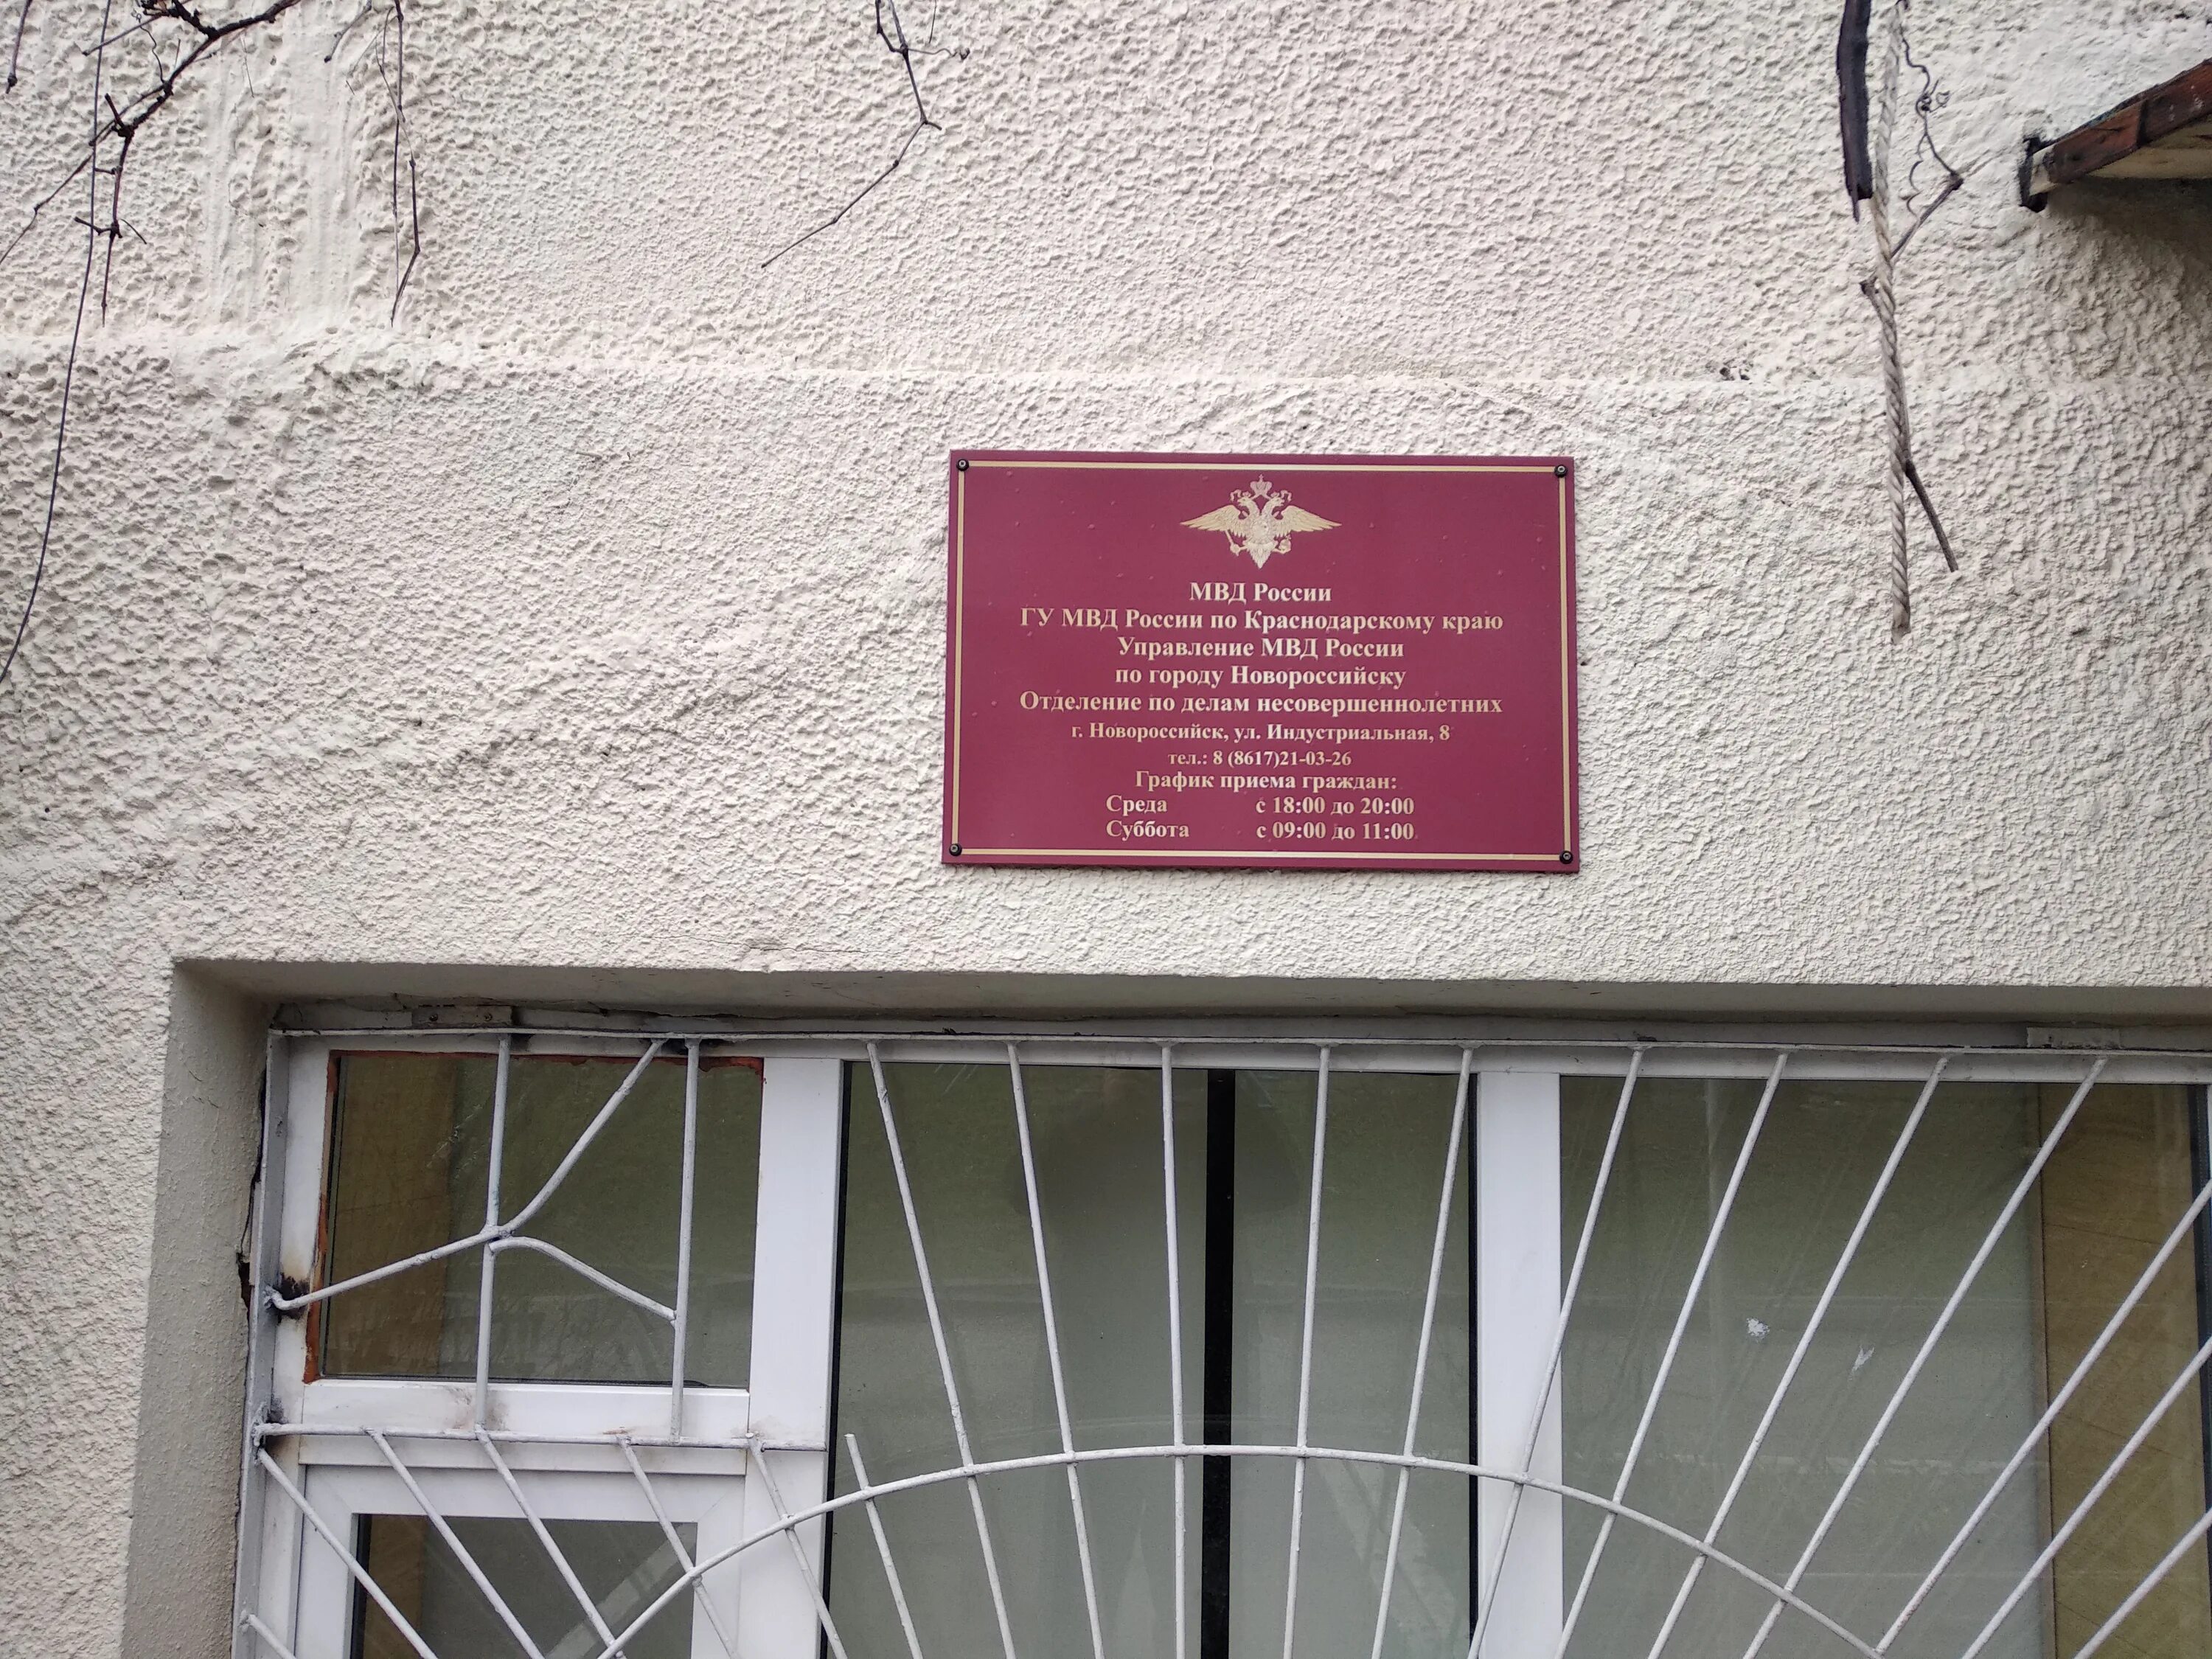 МВД России
ГУ МВД России по Краснодарскому краю
Управление МВД России
по городу Новороссийску
Отделение по делам несовершеннолетних
г. Новороссийск, ул. Индустриальная, 8
тел.: 8 (8617)21-03-26
График приема граждан:
Среда с 18:00 до 20:00
Суббота с 09:00 до 11:00